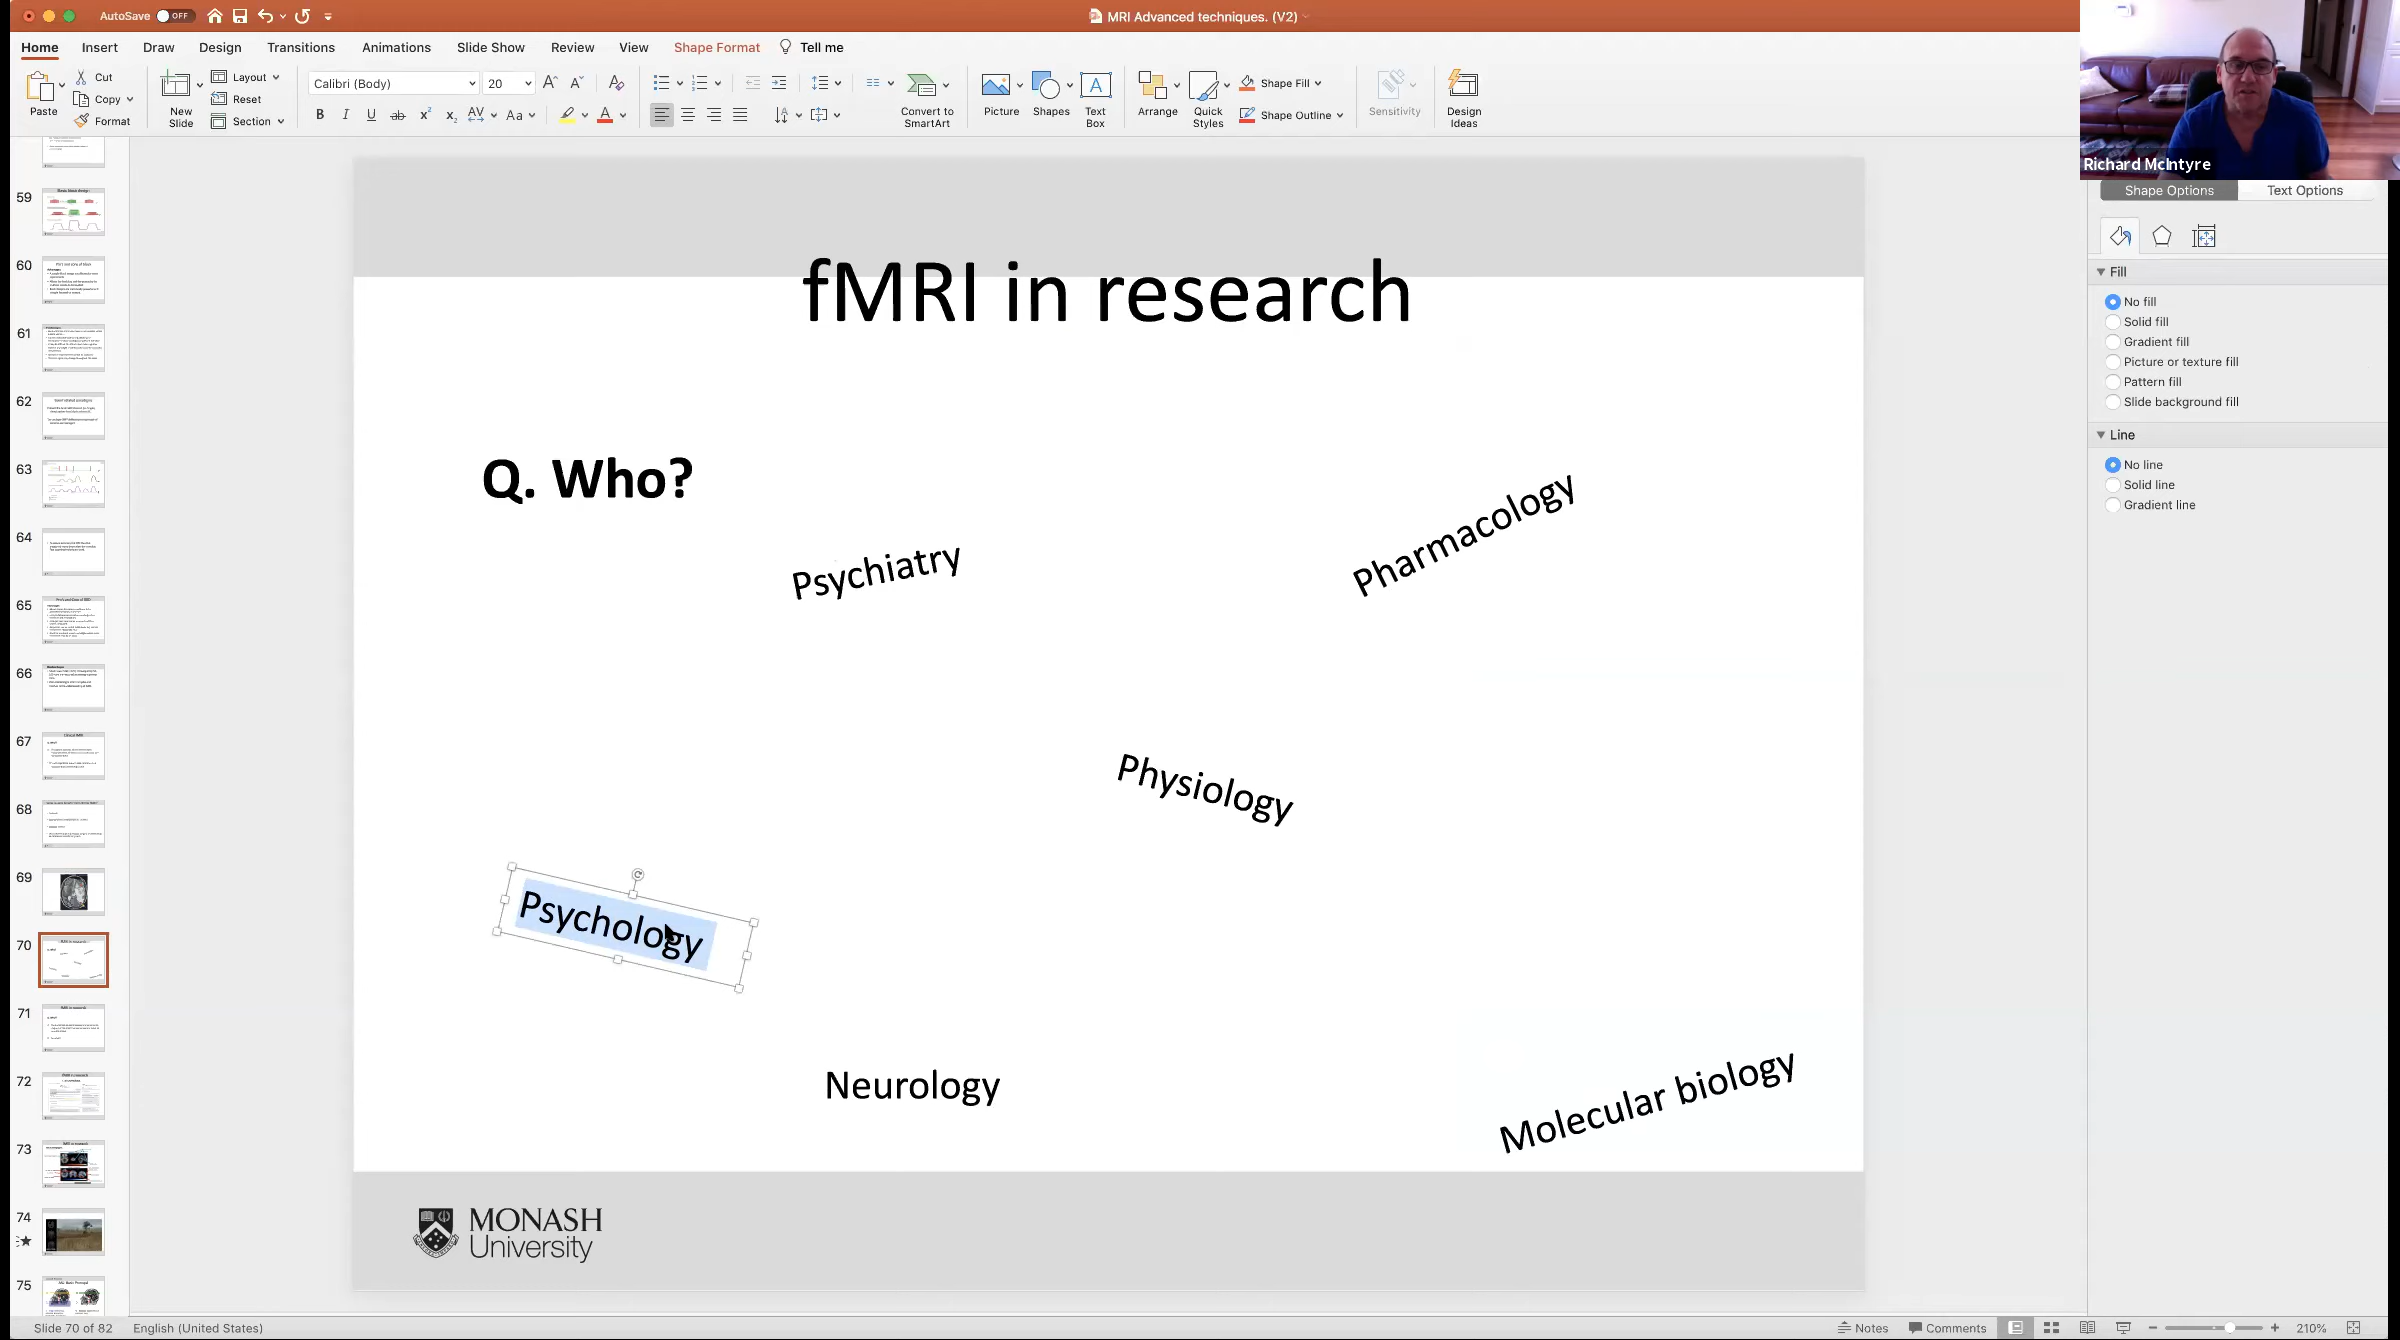 AutoSave OFF
MRI Advanced techniques. (V2)
Home Insert Draw Design Transitions Animations Slide Show Review View Shape Format Tell me
Paste
Cut
Copy
Format
New Slide
Layout
Reset
Section
Calibri (Body) 20
Convert to SmartArt
Picture
Shapes
Text Box
Arrange
Quick Styles
Shape Fill
Shape Outline
Sensitivity
Design Ideas
Richard McIntyre
Shape Options Text Options
Fill
No fill
Solid fill
Gradient fill
Picture or texture fill
Pattern fill
Slide background fill
Line
No line
Solid line
Gradient line
59
60
61
62
63
64
65
66
67
68
69
70
71
72
73
74
75
fMRI in research
Q. Who?
Psychiatry
Pharmacology
Physiology
Psychology
Neurology
Molecular biology
MONASH
University
Slide 70 of 82 English (United States)
Notes Comments 210%